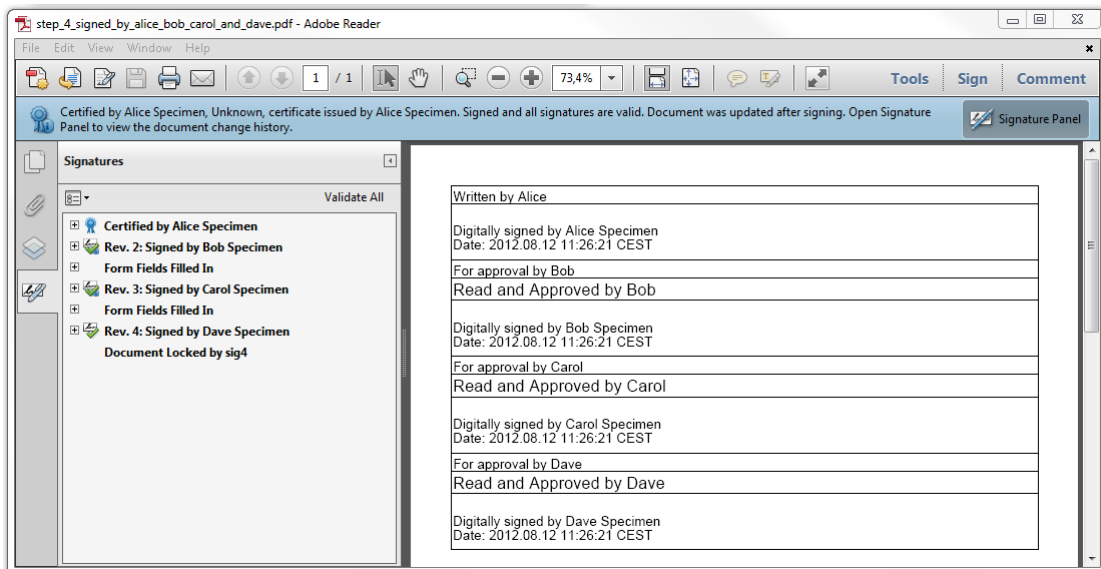 step_4_signed_by_alice_bob_carol_and_dave.pdf - Adobe Reader
File Edit View Window Help
1 / 1 73,4% Tools Sign Comment
Certified by Alice Specimen, Unknown, certificate issued by Alice Specimen. Signed and all signatures are valid. Document was updated after signing. Open Signature
Panel to view the document change history.
Signature Panel
Signatures
Validate All
Certified by Alice Specimen
Rev. 2: Signed by Bob Specimen
Form Fields Filled In
Rev. 3: Signed by Carol Specimen
Form Fields Filled In
Rev. 4: Signed by Dave Specimen
Document Locked by sig4
Written by Alice
Digitally signed by Alice Specimen
Date: 2012.08.12 11:26:21 CEST
For approval by Bob
Read and Approved by Bob
Digitally signed by Bob Specimen
Date: 2012.08.12 11:26:21 CEST
For approval by Carol
Read and Approved by Carol
Digitally signed by Carol Specimen
Date: 2012.08.12 11:26:21 CEST
For approval by Dave
Read and Approved by Dave
Digitally signed by Dave Specimen
Date: 2012.08.12 11:26:21 CEST